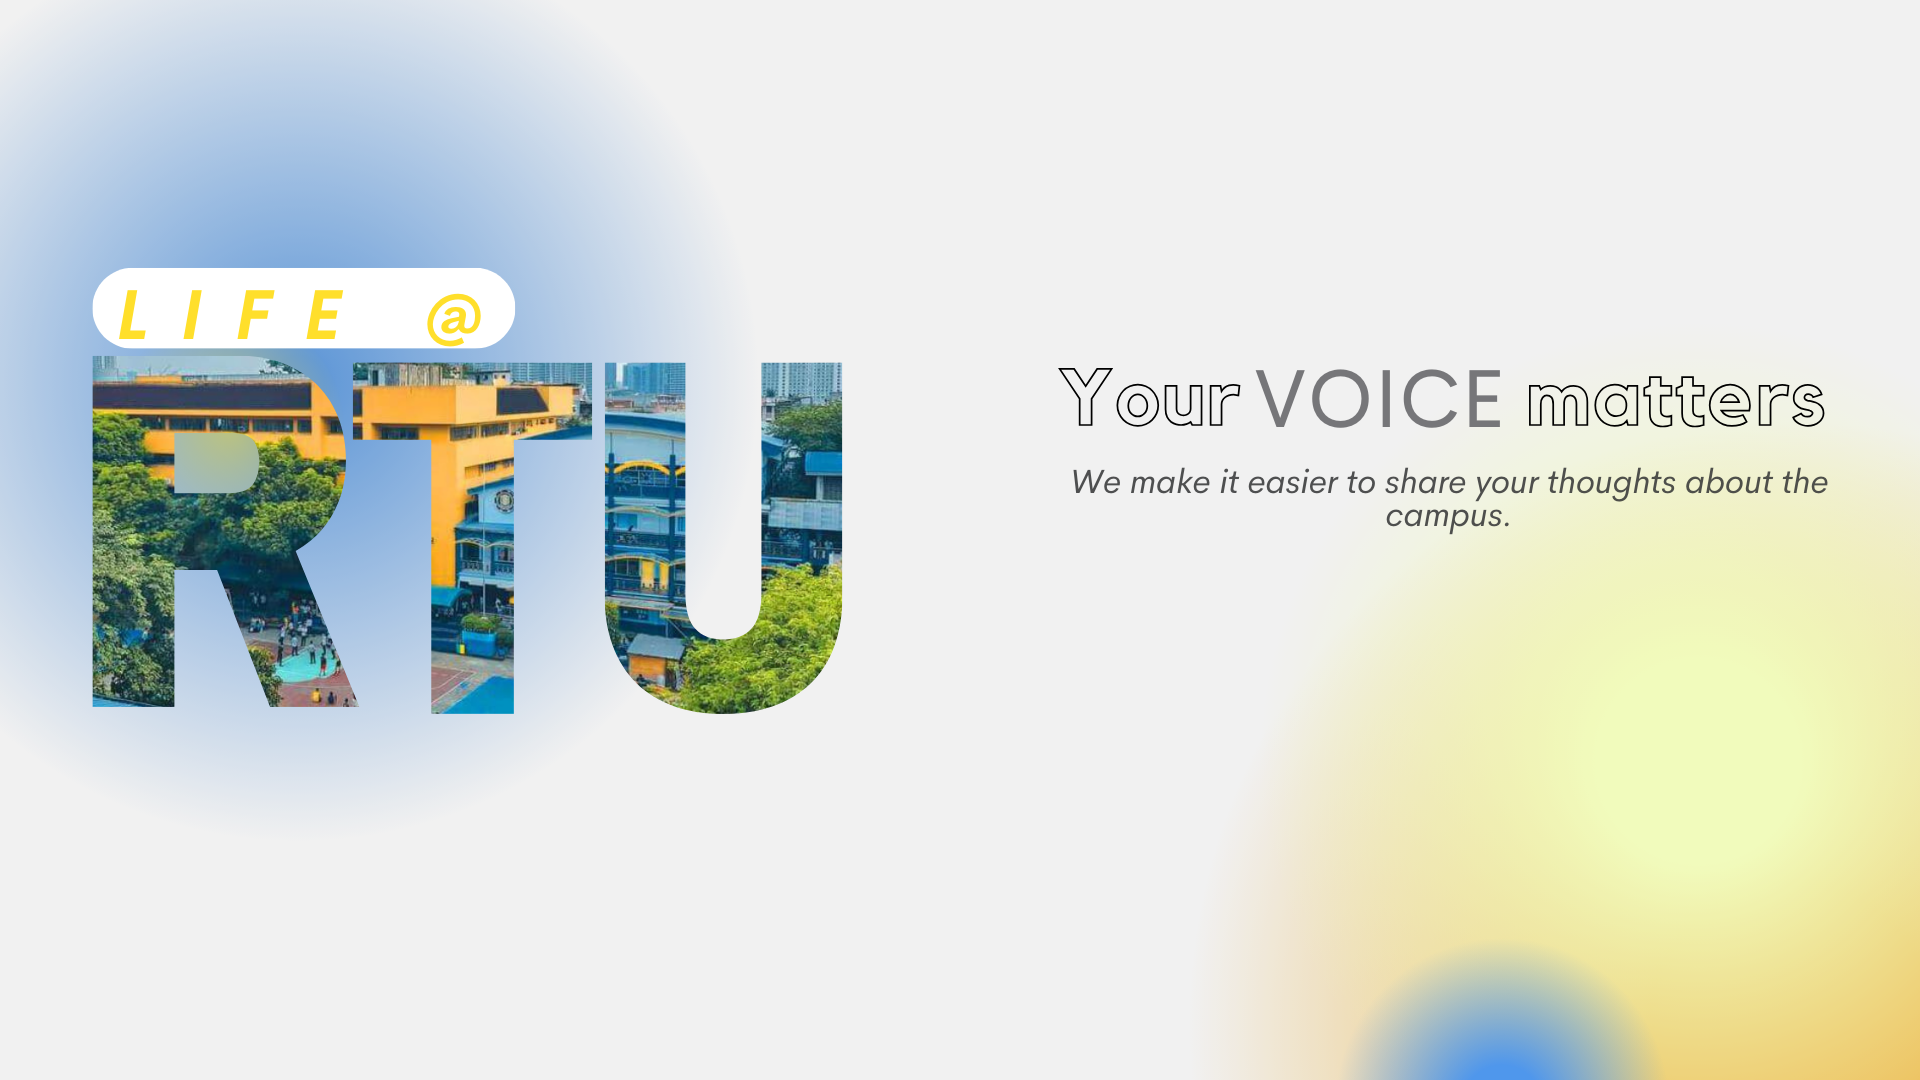 LIFE @
RTU
Your VOICE matters
We make it easier to share your thoughts about the
campus.